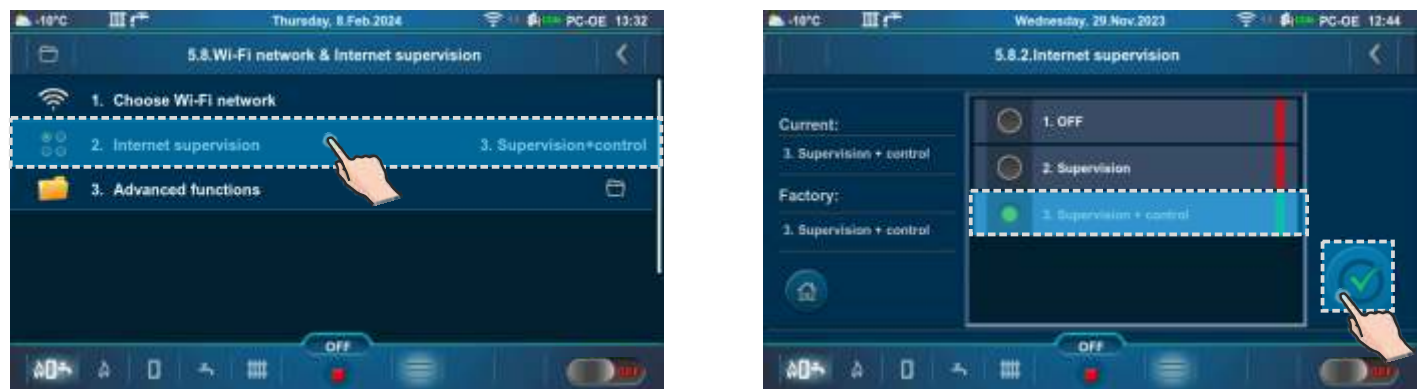 -10°C
Thursday, 8.Feb.2024
PC-OE 13:32
5.8.Wi-Fi network & Internet supervision
1. Choose Wi-Fi network
2. Internet supervision
3. Supervision+control
3. Advanced functions
OFF
OFF
-10°C
Wednesday, 29.Nov.2023
PC-OE 12:44
5.8.2.Internet supervision
Current:
3. Supervision + control
Factory:
3. Supervision + control
1. OFF
2. Supervision
3. Supervision + control
OFF
OFF